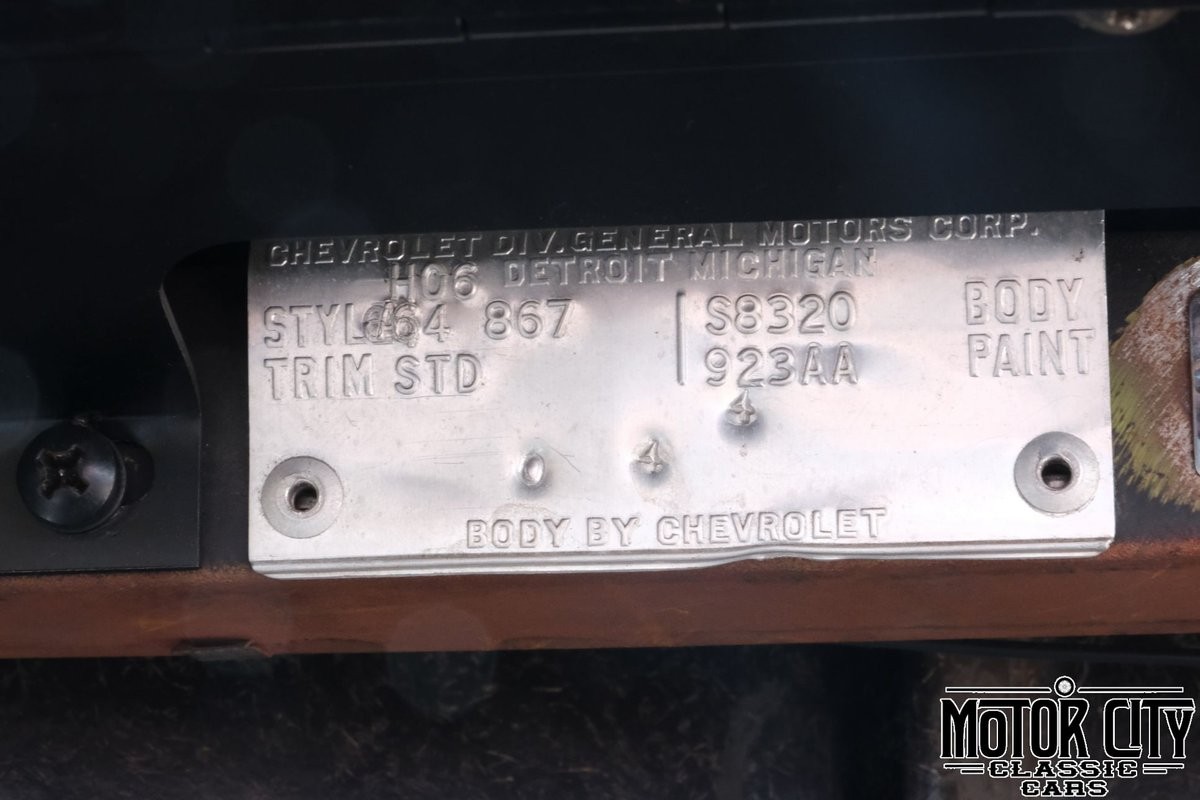 CHEVROLET DIV. GENERAL MOTORS CORP.
H06 DETROIT MICHIGAN
STYLE 64 867 S8320 BODY
TRIM STD 923AA PAINT
4
0 4
BODY BY CHEVROLET
MOTOR CITY
CLASSIC
CARS